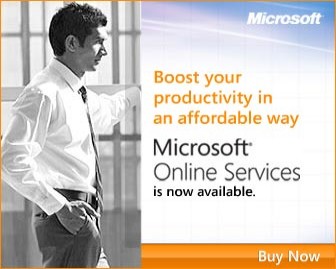 Microsoft
Boost your
productivity in
an affordable way
Microsoft®
Online Services
is now available.
Buy Now